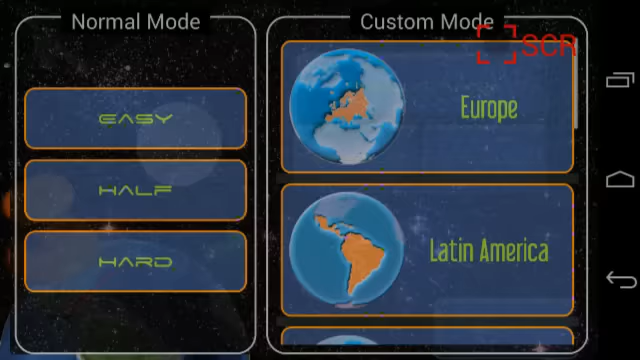 Normal Mode
EASY
HALF
HARD
Custom Mode
SCR
Europe
Latin America